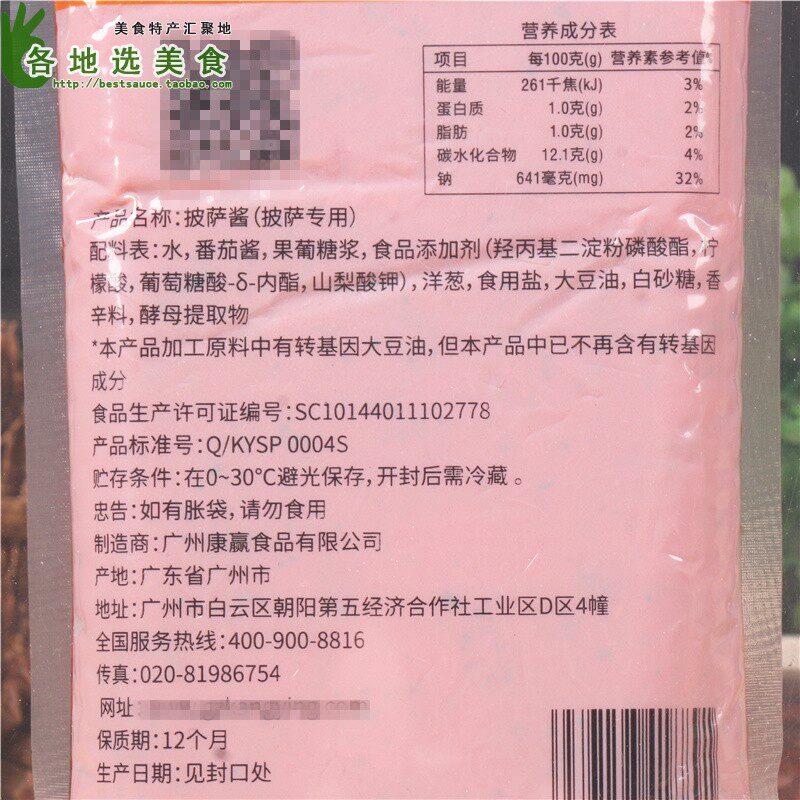 美食特产汇聚地
各地选美食
http://bestsauce.taobao.com
营养成分表
项目 每100克(g) 营养素参考值%
能量 261千焦(kJ) 3%
蛋白质 1.0克(g) 2%
脂肪 1.0克(g) 2%
碳水化合物 12.1克(g) 4%
钠 641毫克(mg) 32%
产品名称:披萨酱(披萨专用)
配料表:水,番茄酱,果葡糖浆,食品添加剂(羟丙基二淀粉磷酸酯,柠
檬酸,葡萄糖酸-δ-内酯,山梨酸钾),洋葱,食用盐,大豆油,白砂糖,香
辛料,酵母提取物
*本产品加工原料中有转基因大豆油,但本产品中已不再含有转基因
成分
食品生产许可证编号:SC10144011102778
产品标准号:Q/KYSP 0004S
贮存条件:在0~30°C避光保存,开封后需冷藏。
忠告:如有胀袋,请勿食用
制造商:广州康赢食品有限公司
产地:广东省广州市
地址:广州市白云区朝阳第五经济合作社工业区D区4幢
全国服务热线:400-900-8816
传真:020-81986754
网址:
保质期:12个月
生产日期:见封口处